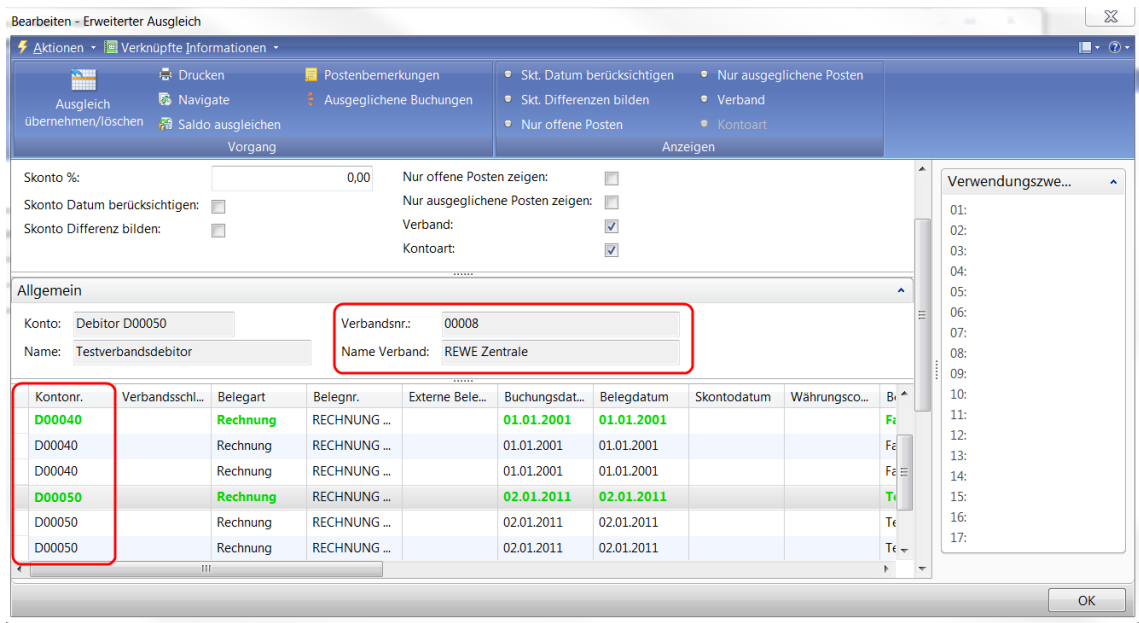 Bearbeiten - Erweiterter Ausgleich
Aktionen Verknüpfte Informationen
Ausgleich übernehmen/löschen
Drucken
Navigate
Saldo ausgleichen
Postenbemerkungen
Ausgeglichene Buchungen
Vorgang
Skt. Datum berücksichtigen
Skt. Differenzen bilden
Nur offene Posten
Nur ausgeglichene Posten
Verband
Kontoart
Anzeigen
Skonto %: 0,00
Skonto Datum berücksichtigen:
Skonto Differenz bilden:
Nur offene Posten zeigen:
Nur ausgeglichene Posten zeigen:
Verband:
Kontoart:
Allgemein
Konto: Debitor D00050
Name: Testverbandsdebitor
Verbandsnr.: 00008
Name Verband: REWE Zentrale
Kontonr. Verbandsschl... Belegart Belegnr. Externe Bele... Buchungsdat... Belegdatum Skontodatum Währungsco...
D00040 Rechnung RECHNUNG ... 01.01.2001 01.01.2001
D00040 Rechnung RECHNUNG ... 01.01.2001 01.01.2001
D00040 Rechnung RECHNUNG ... 01.01.2001 01.01.2001
D00050 Rechnung RECHNUNG ... 02.01.2011 02.01.2011
D00050 Rechnung RECHNUNG ... 02.01.2011 02.01.2011
D00050 Rechnung RECHNUNG ... 02.01.2011 02.01.2011
Verwendungszwe...
01:
02:
03:
04:
05:
06:
07:
08:
09:
10:
11:
12:
13:
14:
15:
16:
17:
OK